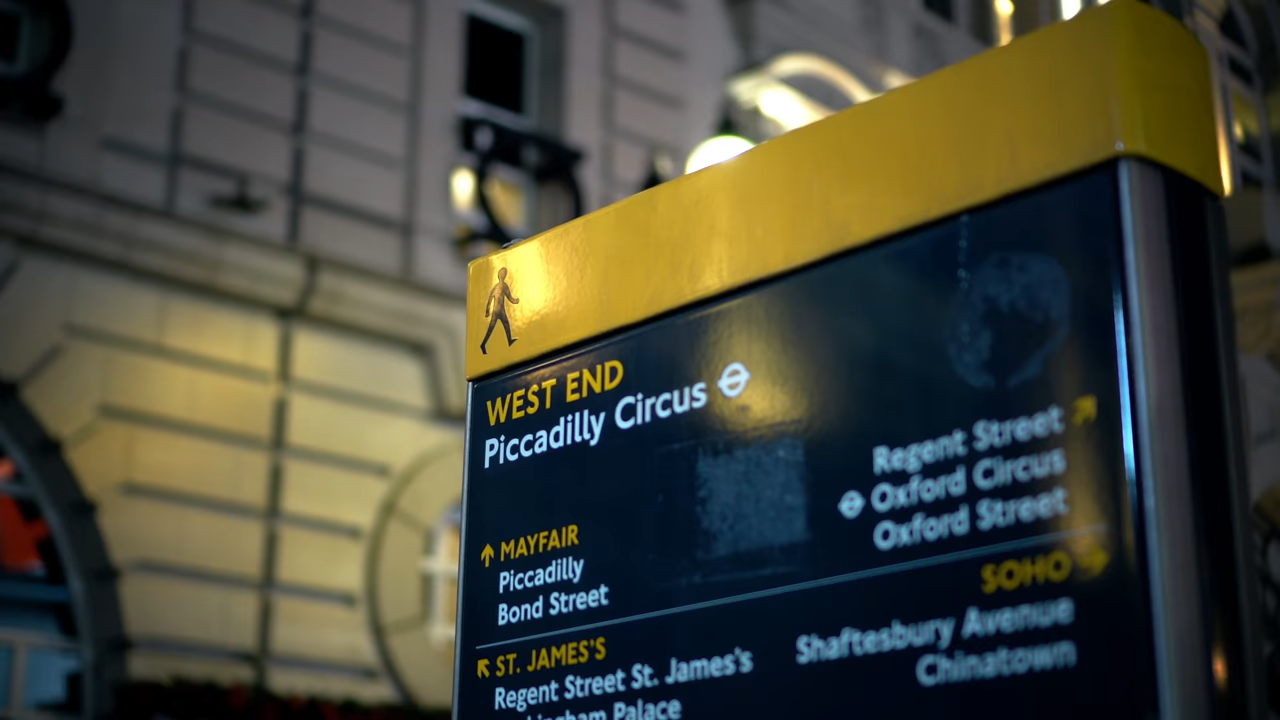 WEST END
Piccadilly Circus
MAYFAIR
Piccadilly
Bond Street
Regent Street
Oxford Circus
Oxford Street
ST. JAMES'S
Regent Street St. James's
Palace
SOHO
Shaftesbury Avenue
Chinatown